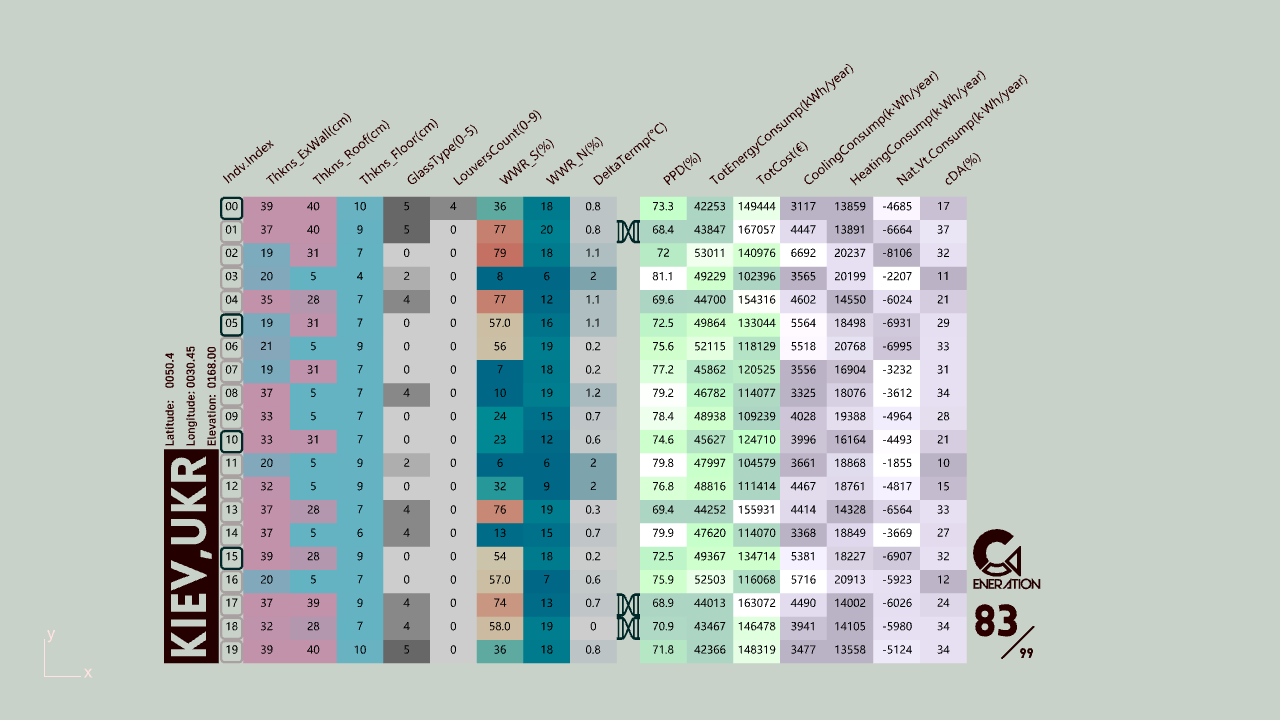 Indv.Index Thkns_ExWall(cm) Thkns_Roof(cm) Thkns_Floor(cm) GlassType(0-5) LouversCount(0-9) WWR_S(%) WWR_N(%) DeltaTermp(°C) PPD(%) TotEnergyConsump(kWh/year) TotCost(€) CoolingConsump(k·Wh/year) HeatingConsump(k·Wh/year) Nat.Vt.Consump(k·Wh/year) cDA(%)
00 39 40 10 5 4 36 18 0.8 73.3 42253 149444 3117 13859 -4685 17
01 37 40 9 5 0 77 20 0.8 68.4 43847 167057 4447 13891 -6664 37
02 19 31 7 0 0 79 18 1.1 72 53011 140976 6692 20237 -8106 32
03 20 5 4 2 0 8 6 2 81.1 49229 102396 3565 20199 -2207 11
04 35 28 7 4 0 77 12 1.1 69.6 44700 154316 4602 14550 -6024 21
05 19 31 7 0 0 57.0 16 1.1 72.5 49864 133044 5564 18498 -6931 29
06 21 5 9 0 0 56 19 0.2 75.6 52115 118129 5518 20768 -6995 33
07 19 31 7 0 0 7 18 0.2 77.2 45862 120525 3556 16904 -3232 31
08 37 5 7 4 0 10 19 1.2 79.2 46782 114077 3325 18076 -3612 34
09 33 5 7 0 0 24 15 0.7 78.4 48938 109239 4028 19388 -4964 28
10 33 31 7 0 0 23 12 0.6 74.6 45627 124710 3996 16164 -4493 21
11 20 5 9 2 0 6 6 2 79.8 47997 104579 3661 18868 -1855 10
12 32 5 9 0 0 32 9 2 76.8 48816 111414 4467 18761 -4817 15
13 37 28 7 4 0 76 19 0.3 69.4 44252 155931 4414 14328 -6564 33
14 37 5 6 4 0 13 15 0.7 79.9 47620 114070 3368 18849 -3669 27
15 39 28 9 0 0 54 18 0.2 72.5 49367 134714 5381 18227 -6907 32
16 20 5 7 0 0 57.0 7 0.6 75.9 52503 116068 5716 20913 -5923 12
17 37 39 9 4 0 74 13 0.7 68.9 44013 163072 4490 14002 -6026 24
18 32 28 7 4 0 58.0 19 0 70.9 43467 146478 3941 14105 -5980 34
19 39 40 10 5 0 36 18 0.8 71.8 42366 148319 3477 13558 -5124 34
KIEV,UKR
Latitude: 0050.4
Longitude: 0030.45
Elevation: 0168.00
G
ENERATION
83/99
y
x